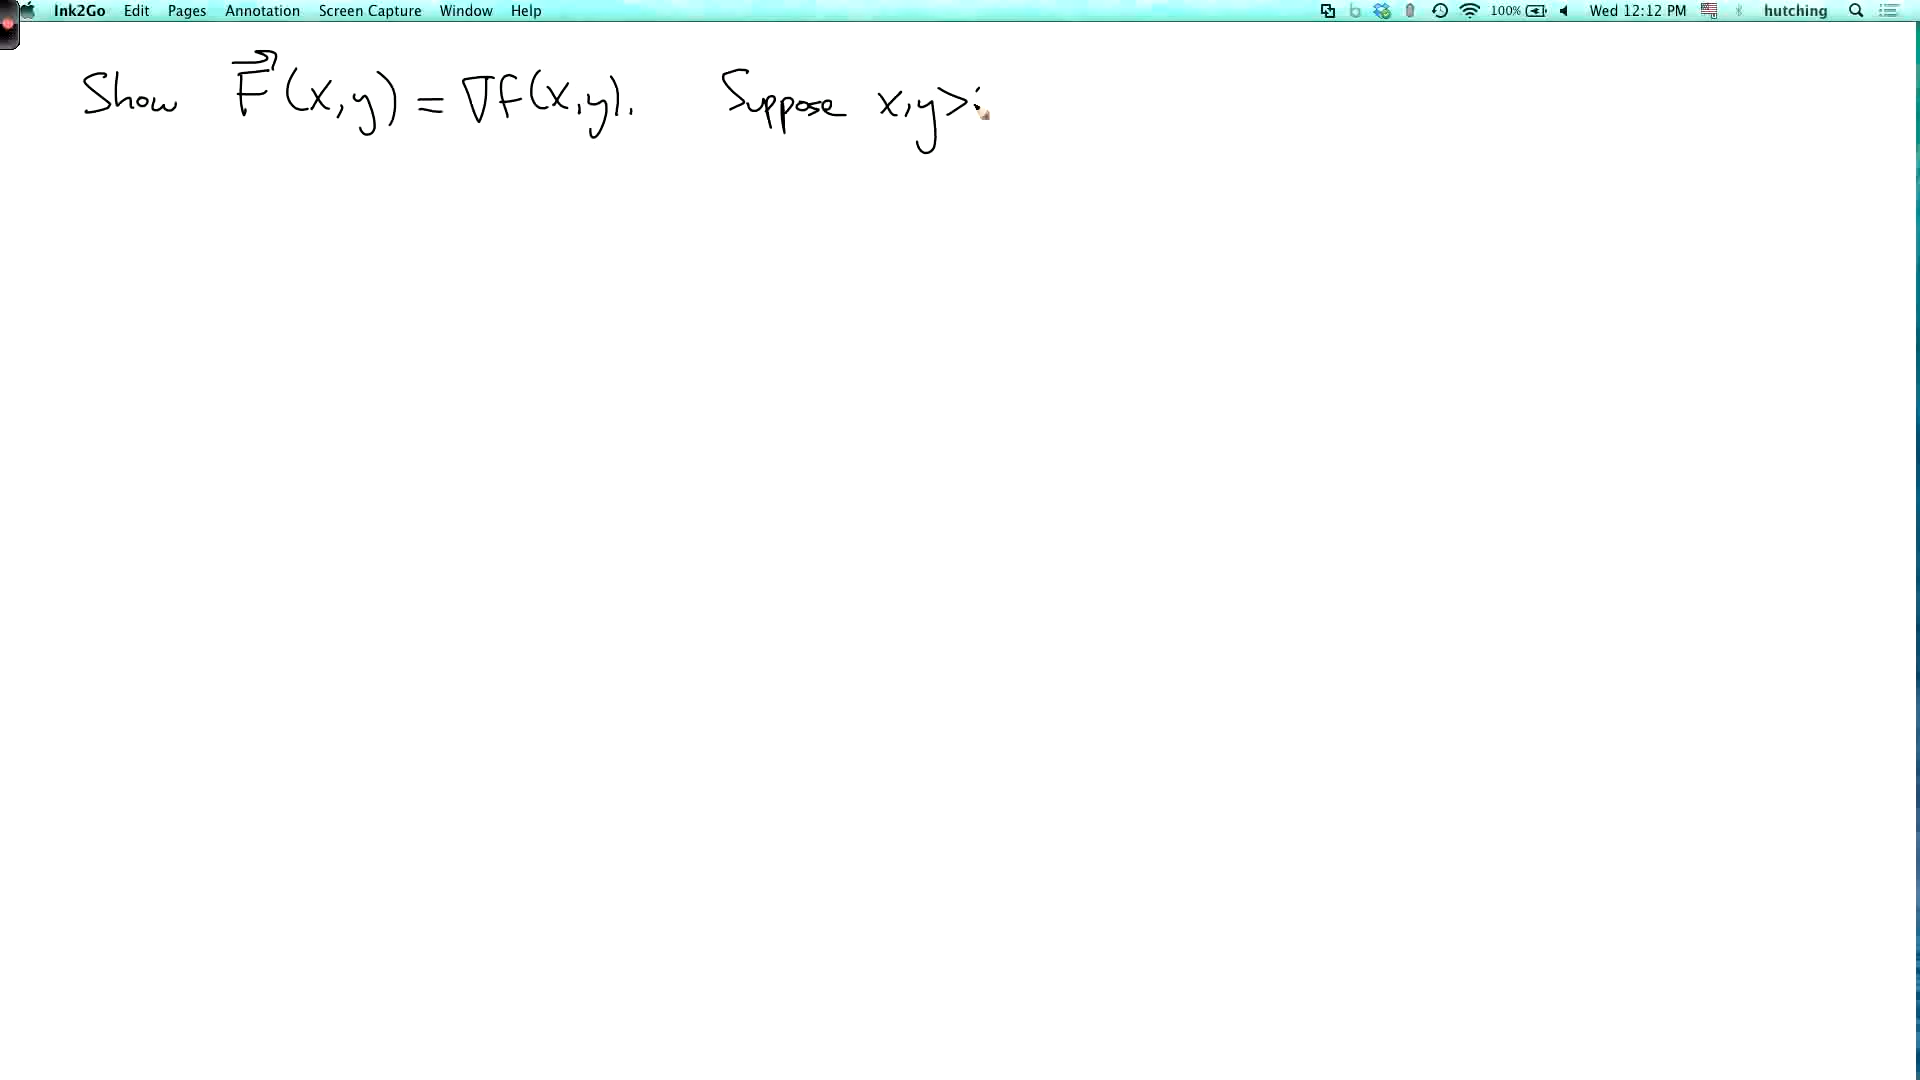 Ink2Go Edit Pages Annotation Screen Capture Window Help 100% Wed 12:12 PM hutching
Show F⃗(x,y) = ∇f(x,y). Suppose x,y>